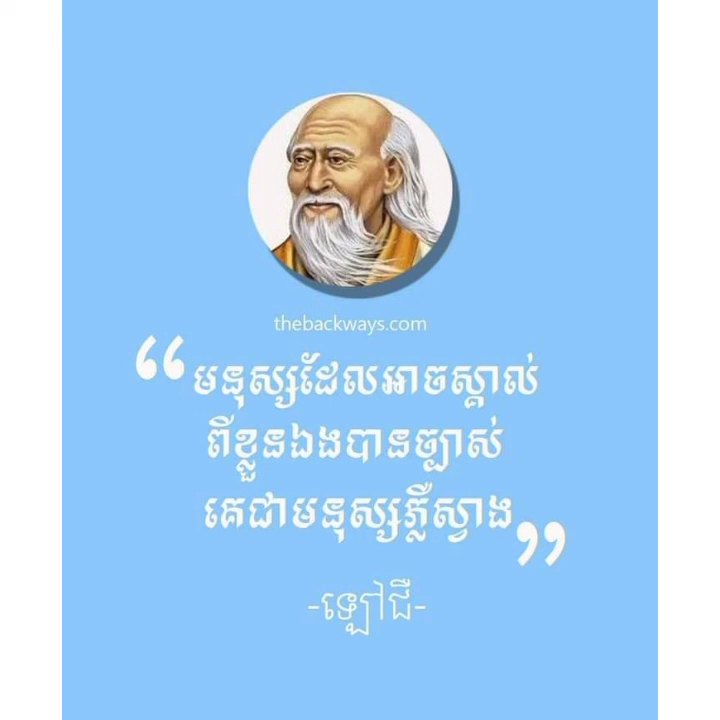 thebackways.com
“ មនុស្សដែលអាចស្គាល់
ពីខ្លួនឯងបានច្បាស់
គេជាមនុស្សភ្លឺស្វាង ”
-ឡៅជឺ-